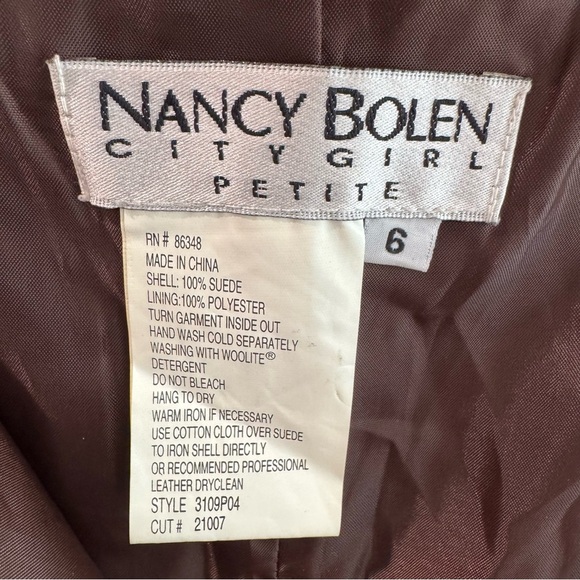 NANCY BOLEN
CITY GIRL
PETITE
6
RN# 86348
MADE IN CHINA
SHELL: 100% SUEDE
LINING:100% POLYESTER
TURN GARMENT INSIDE OUT
HAND WASH COLD SEPARATELY
WASHING WITH WOOLITE®
DETERGENT
DO NOT BLEACH
HANG TO DRY
WARM IRON IF NECESSARY
USE COTTON CLOTH OVER SUEDE
TO IRON SHELL DIRECTLY
OR RECOMMENDED PROFESSIONAL
LEATHER DRYCLEAN
STYLE 3109P04
CUT# 21007